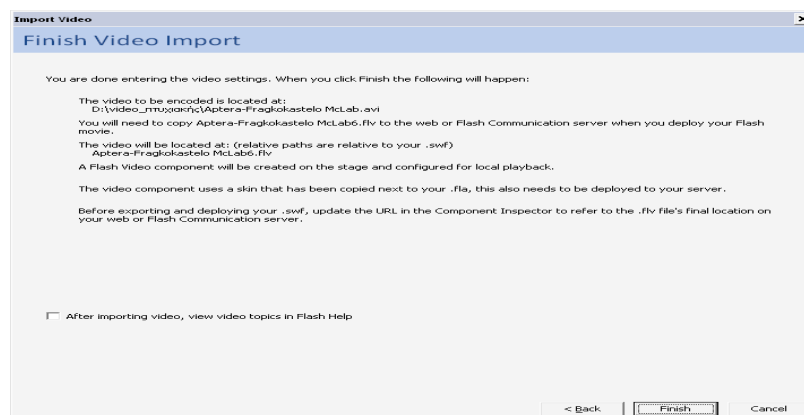 Import Video
Finish Video Import
You are done entering the video settings. When you click Finish the following will happen:
The video to be encoded is located at:
D:\video_πτυχιακής\Aptera-Fragkokastelo McLab.avi
You will need to copy Aptera-Fragkokastelo McLab6.flv to the web or Flash Communication server when you deploy your Flash
movie.
The video will be located at: (relative paths are relative to your .swf)
Aptera-Fragkokastelo McLab6.flv
A Flash Video component will be created on the stage and configured for local playback.
The video component uses a skin that has been copied next to your .fla, this also needs to be deployed to your server.
Before exporting and deploying your .swf, update the URL in the Component Inspector to refer to the .flv file's final location on
your web or Flash Communication server.
After importing video, view video topics in Flash Help
< Back Finish Cancel